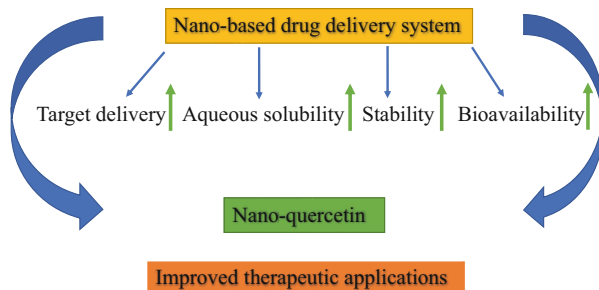 Nano-based drug delivery system
Target delivery Aqueous solubility Stability Bioavailability
Nano-quercetin
Improved therapeutic applications